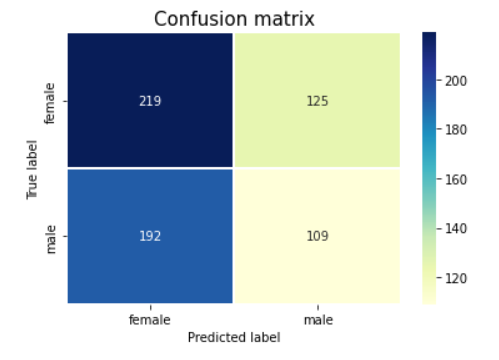 Confusion matrix
female
219
125
male
192
109
female
male
True label
Predicted label
200
180
160
140
120